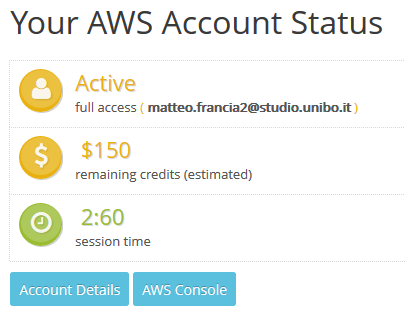 Your AWS Account Status
Active
full access ( matteo.francia2@studio.unibo.it )
$150
remaining credits (estimated)
2:60
session time
Account Details AWS Console